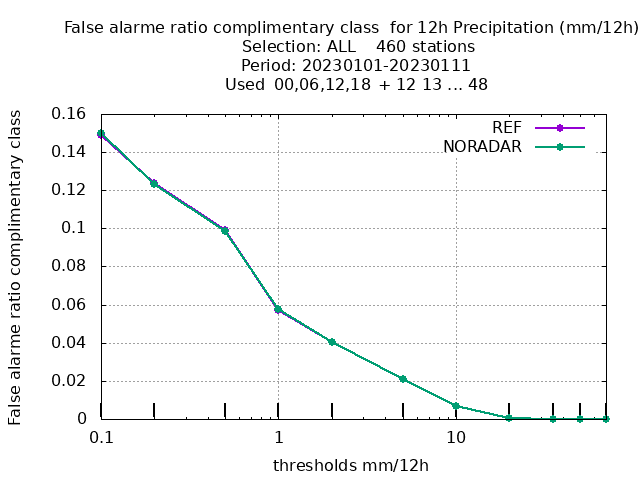 False alarme ratio complimentary class  for 12h Precipitation (mm/12h)
Selection: ALL    460 stations
Period: 20230101-20230111
Used  00,06,12,18  + 12 13 ... 48
False alarme ratio complimentary class
0.16
0.14
0.12
0.1
0.08
0.06
0.04
0.02
0
REF
NORADAR
0.1
1
10
thresholds mm/12h